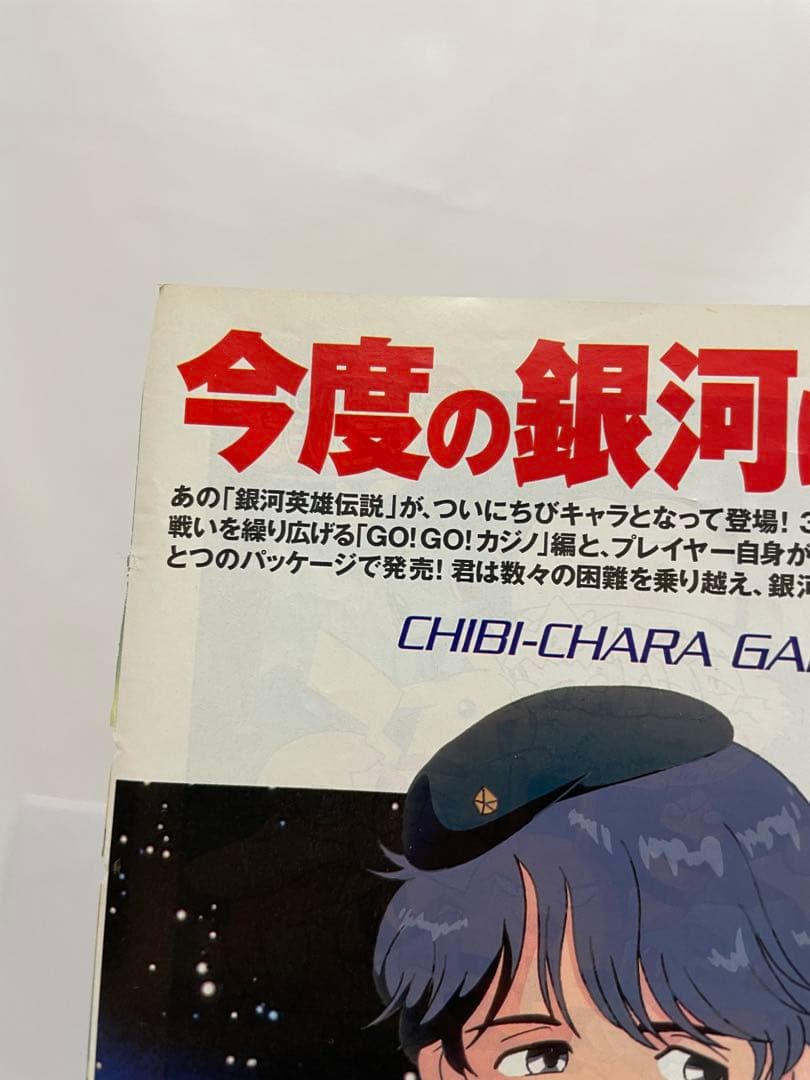 今度の銀河
あの「銀河英雄伝説」が、ついにちびキャラとなって登場! 3
戦いを繰り広げる「GO!GO!カジノ」編と、プレイヤー自身が
とつのパッケージで発売! 君は数々の困難を乗り越え、銀河
CHIBI-CHARA GA